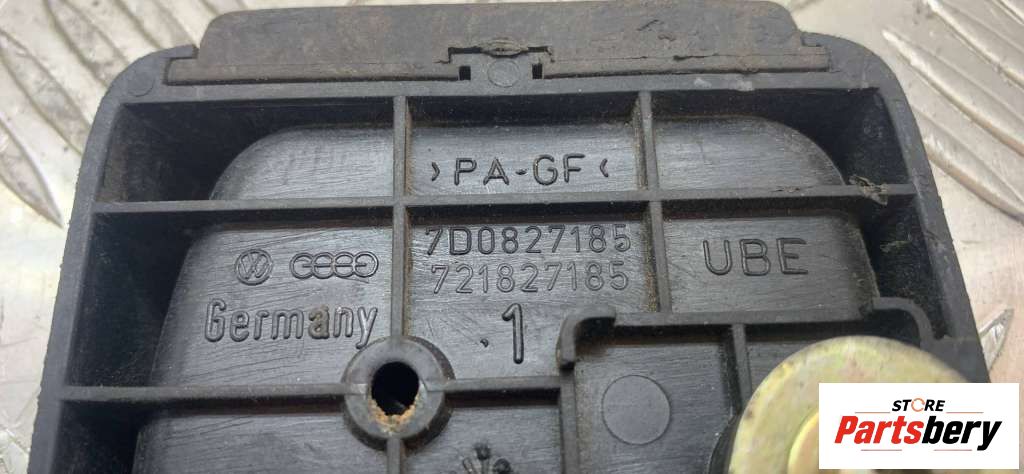 ›PA-GF‹
7D0827185
721827185
UBE
Germany
1
STORE
Partsbery